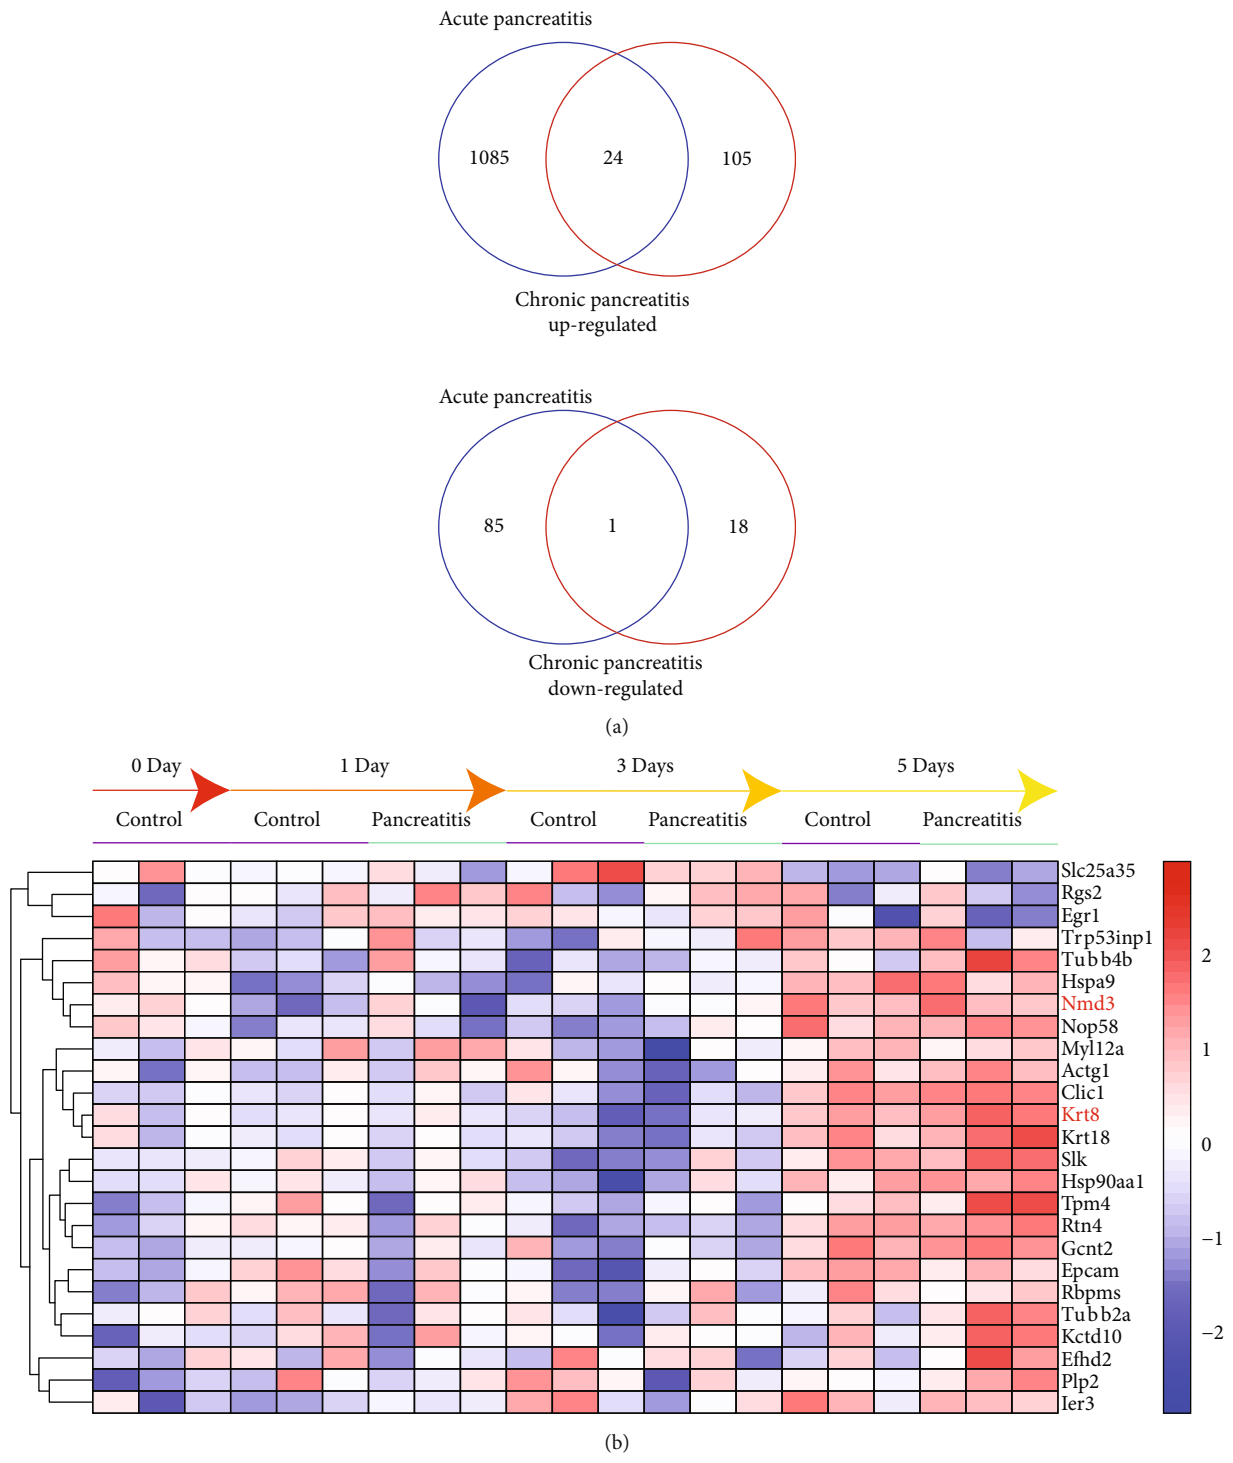 Acute pancreatitis
1085 24 105
Chronic pancreatitis
up-regulated
Acute pancreatitis
85 1 18
Chronic pancreatitis
down-regulated
(a)
0 Day 1 Day 3 Days 5 Days
Control Control Pancreatitis Control Pancreatitis Control Pancreatitis
Slc25a35
Rgs2
Egr1
Trp53inp1
Tubb4b
Hspa9
Nmd3
Nop58
Myl12a
Actg1
Clic1
Krt8
Krt18
Slk
Hsp90aa1
Tpm4
Rtn4
Gcnt2
Epcam
Rbpms
Tubb2a
Kctd10
Efhd2
Plp2
Ier3
2
1
0
−1
−2
(b)